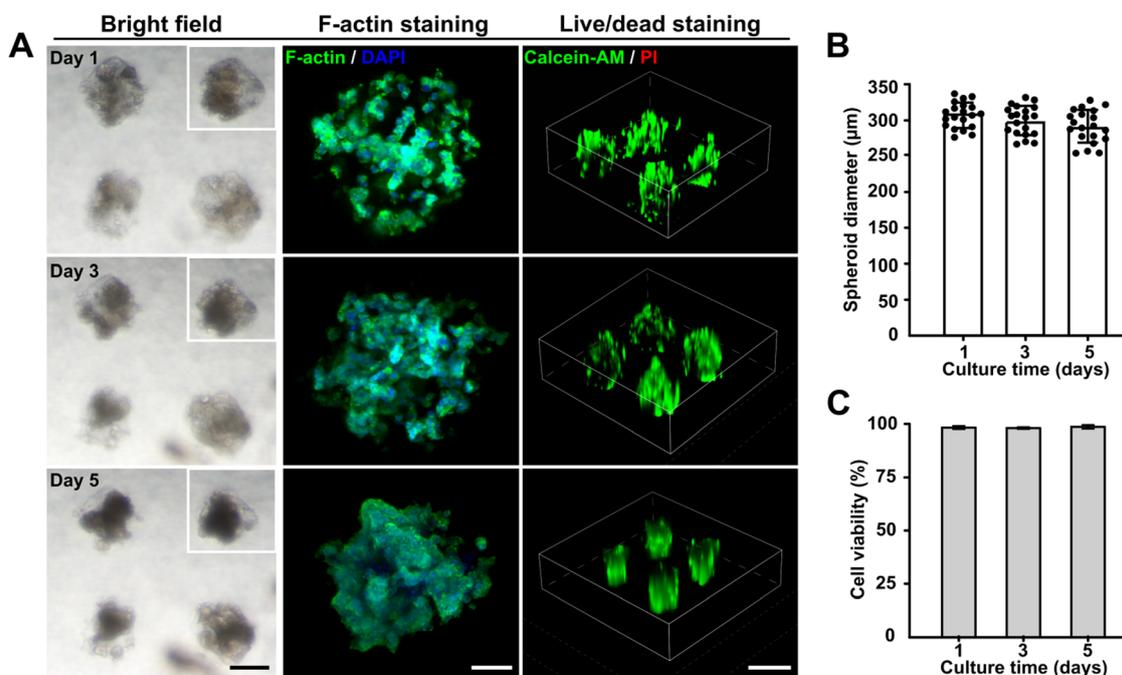 Bright field
F-actin staining
Live/dead staining
A
Day 1
F-actin / DAPI
Calcein-AM / PI
Day 3
Day 5
B
Spheroid diameter (µm)
350
300
250
200
150
100
50
0
1
3
5
Culture time (days)
C
Cell viability (%)
100
75
50
25
0
1
3
5
Culture time (days)